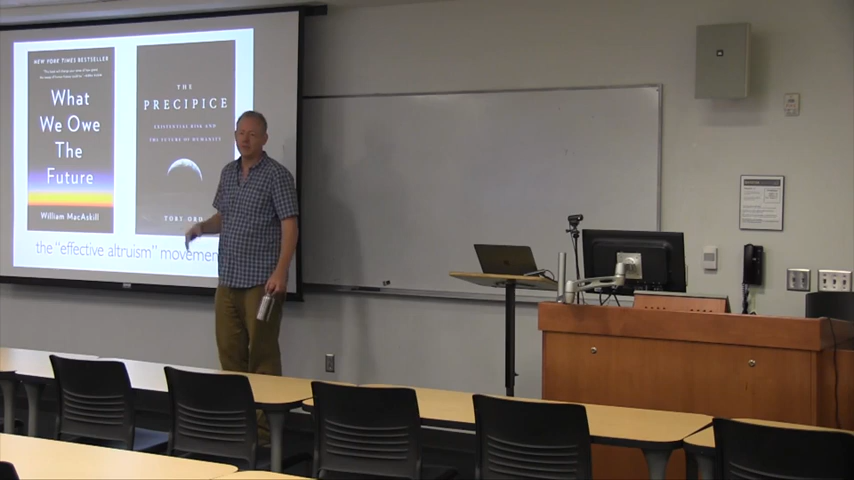 NEW YORK TIMES BESTSELLER
What
We Owe
The
Future
William MacAskill
THE
PRECIPICE
EXISTENTIAL RISK AND
THE FUTURE OF HUMANITY
TOBY ORD
the "effective altruism" movemen